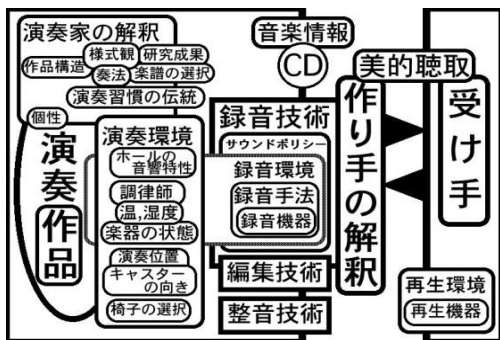 演奏家の解釈
様式観
研究成果
作品構造
奏法
楽譜の選択
演奏習慣の伝統
個性
演奏
作品
演奏環境
ホールの
音響特性
調律師
温,湿度
楽器の状態
演奏位置
キャスター
の向き
椅子の選択
音楽情報
CD
録音技術
サウンドポリシー
録音環境
録音手法
録音機器
編集技術
整音技術
作り手の解釈
美的聴取
受け手
再生環境
再生機器